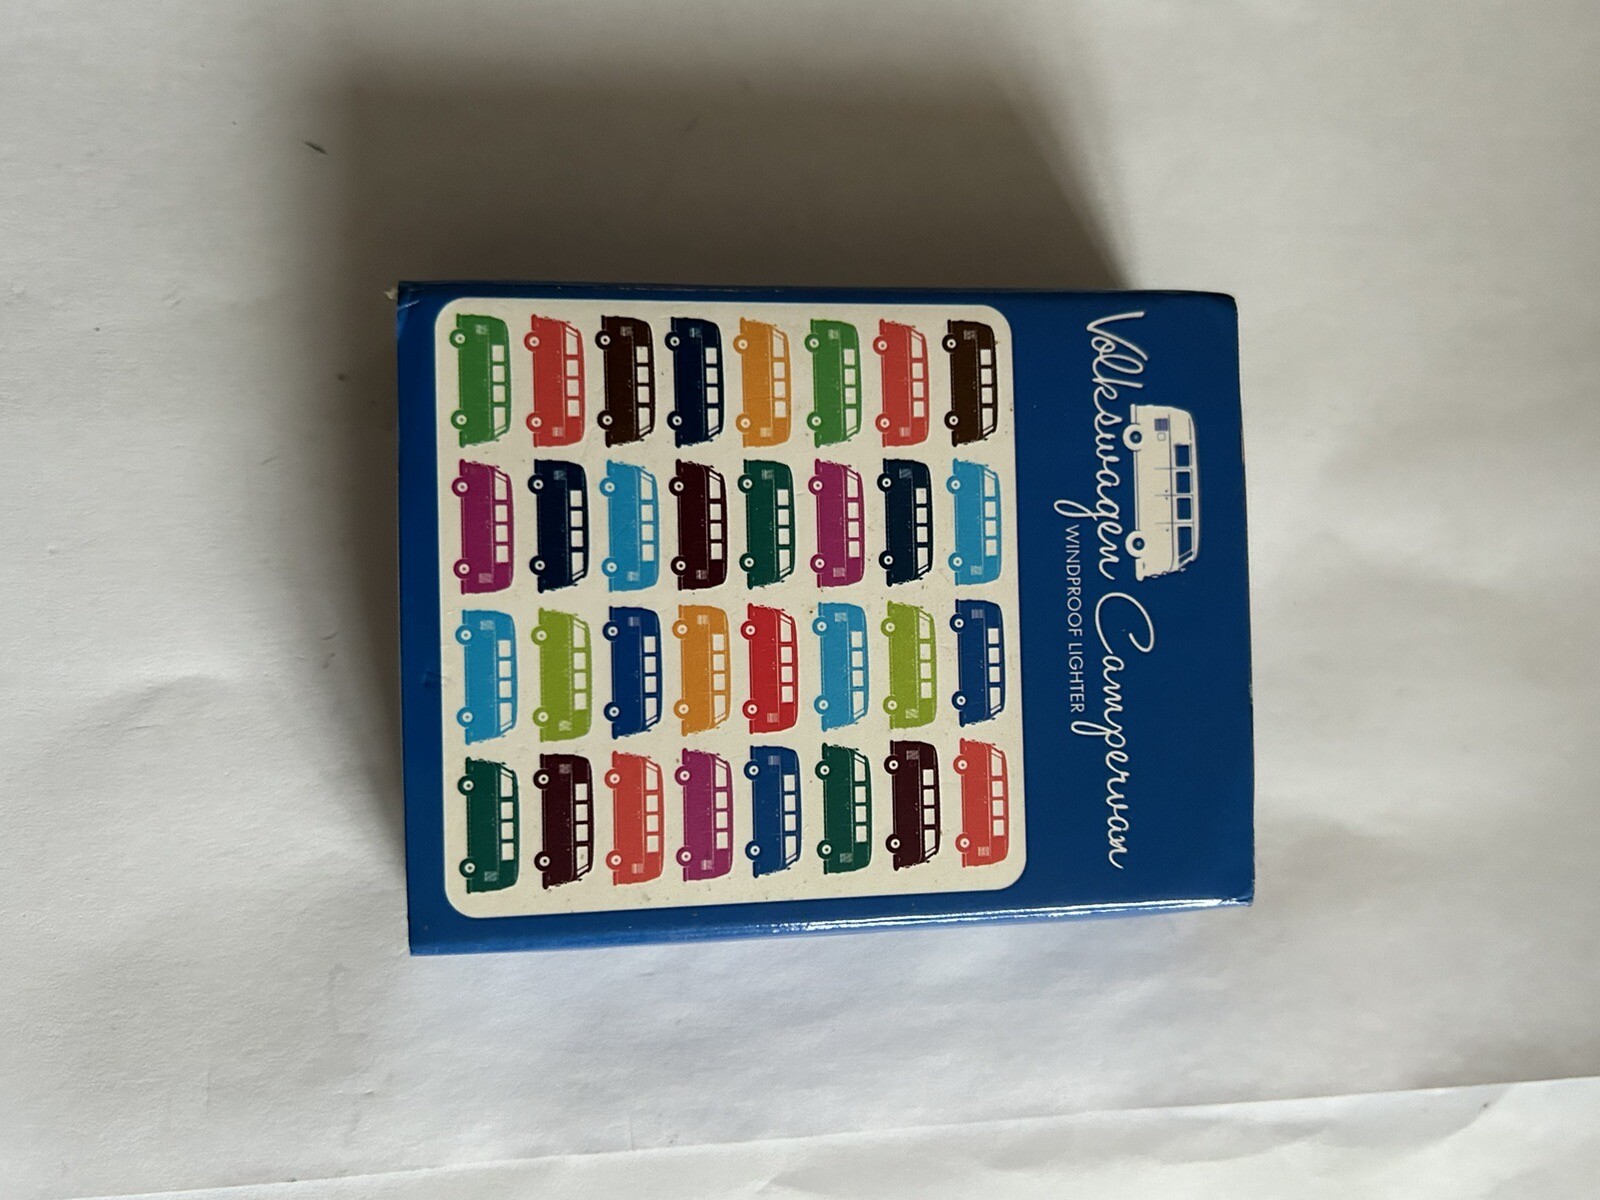 Volkswagen Campervan
WINDPROOF LIGHTER